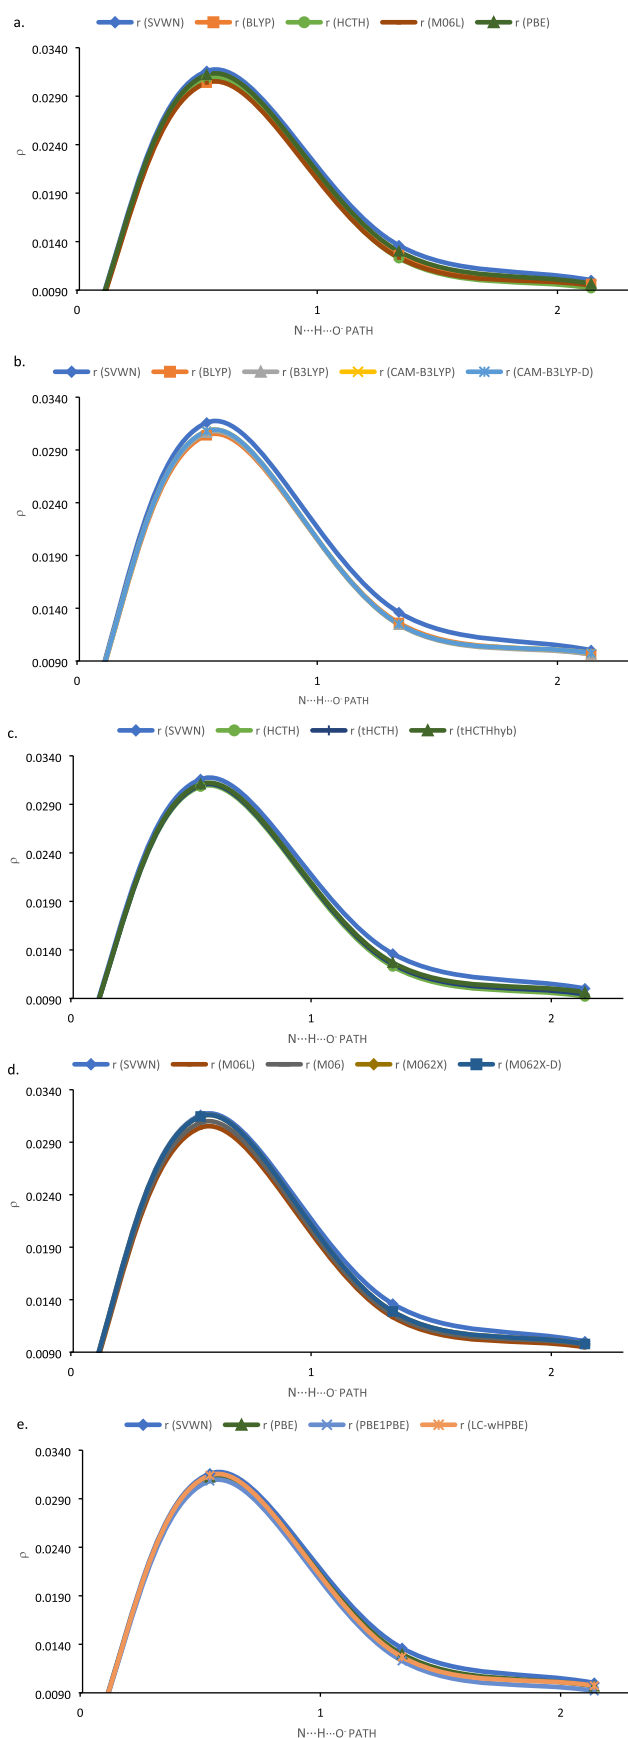 a.
r (SVWN) r (BLYP) r (HCTH) r (M06L) r (PBE)
0.0340
0.0290
0.0240
0.0190
0.0140
0.0090
ρ
0 1 2
N···H···O⁻ PATH
b.
r (SVWN) r (BLYP) r (B3LYP) r (CAM-B3LYP) r (CAM-B3LYP-D)
0.0340
0.0290
0.0240
0.0190
0.0140
0.0090
ρ
0 1 2
N···H···O⁻ PATH
c.
r (SVWN) r (HCTH) r (tHCTH) r (tHCTHhyb)
0.0340
0.0290
0.0240
0.0190
0.0140
0.0090
ρ
0 1 2
N···H···O⁻ PATH
d.
r (SVWN) r (M06L) r (M06) r (M062X) r (M062X-D)
0.0340
0.0290
0.0240
0.0190
0.0140
0.0090
ρ
0 1 2
N···H···O⁻ PATH
e.
r (SVWN) r (PBE) r (PBE1PBE) r (LC-wHPBE)
0.0340
0.0290
0.0240
0.0190
0.0140
0.0090
ρ
0 1 2
N···H···O⁻ PATH